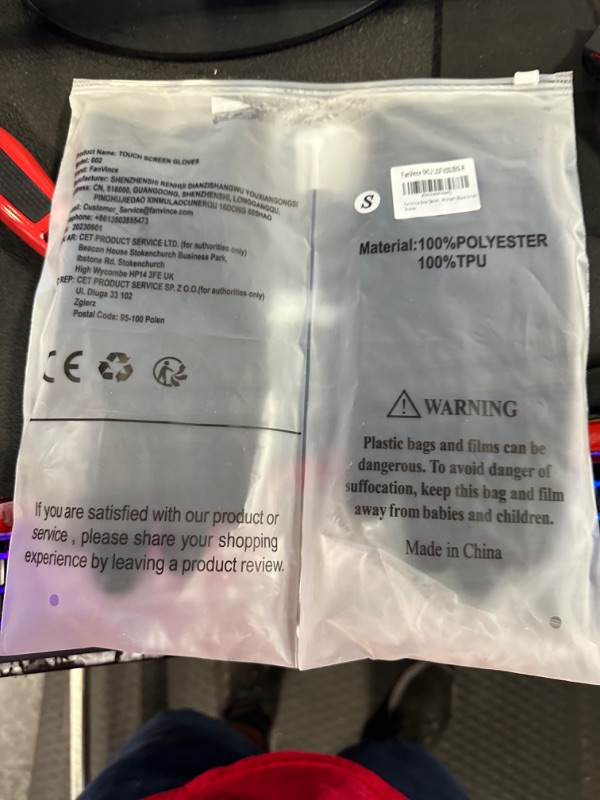 Product Name: TOUCH SCREEN GLOVES
Model: 002
Brand: FanVince
Manufacturer: SHENZHENSHI RENHUI DIANZISHANGWU YOUXIANGONGSI
Address: CN, 518000, GUANGDONG, SHENZHENSHI, LONGGANGQU,
PINGHUJIEDAO XINMULAOCUNERQU 16DONG 605HAO
Customer_Service@fanvince.com
phone: +8613502855473
20230901
AR: CET PRODUCT SERVICE LTD. (for authorities only)
Beacon House Stokenchurch Business Park,
Ibstone Rd, Stokenchurch
High Wycombe HP14 3FE UK
REP: CET PRODUCT SERVICE SP. Z O.O.(for authorities only)
Ul. Dluga 33 102
Zgierz
Postal Code: 95-100 Polen
CE
If you are satisfied with our product or
service , please share your shopping
experience by leaving a product review.
S
FanVince
Material:100%POLYESTER
100%TPU
WARNING
Plastic bags and films can be
dangerous. To avoid danger of
suffocation, keep this bag and film
away from babies and children.
Made in China